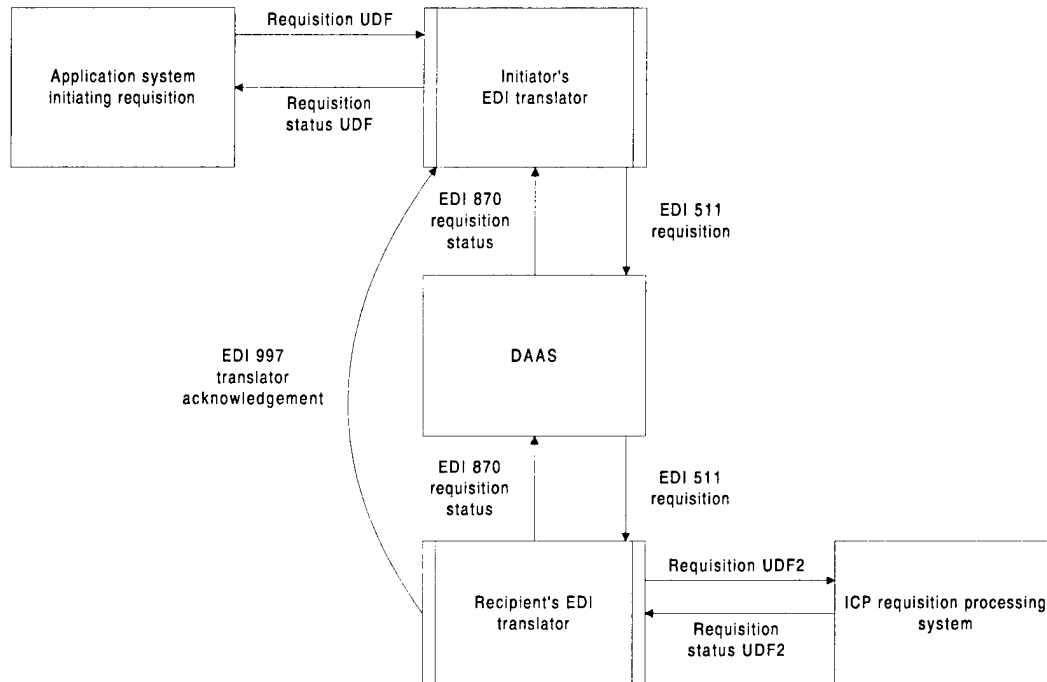 Requisition UDF
Application system
initiating requisition
Initiator's
EDI translator
Requisition
status UDF
EDI 870
requisition
status
EDI 511
requisition
DAAS
EDI 997
translator
acknowledgement
EDI 870
requisition
status
EDI 511
requisition
Requisition UDF2
Recipient's EDI
translator
ICP requisition processing
system
Requisition
status UDF2